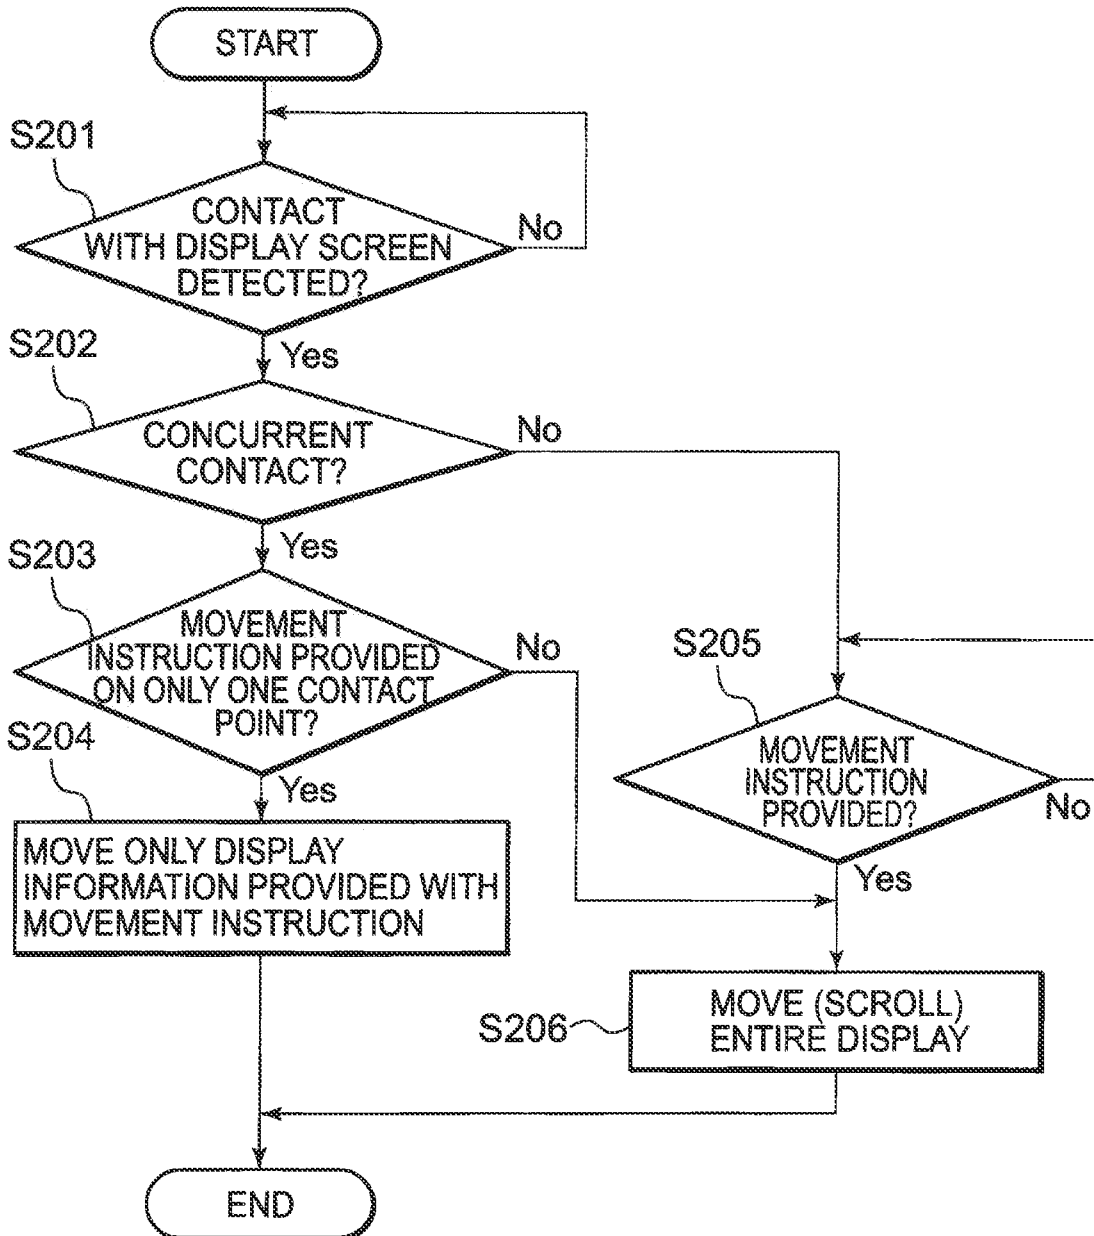 START
S201
CONTACT
WITH DISPLAY SCREEN
DETECTED?
No
Yes
S202
CONCURRENT
CONTACT?
No
Yes
S203
MOVEMENT
INSTRUCTION PROVIDED
ON ONLY ONE CONTACT
POINT?
No
Yes
S204
MOVE ONLY DISPLAY
INFORMATION PROVIDED WITH
MOVEMENT INSTRUCTION
S205
MOVEMENT
INSTRUCTION
PROVIDED?
No
Yes
S206
MOVE (SCROLL)
ENTIRE DISPLAY
END